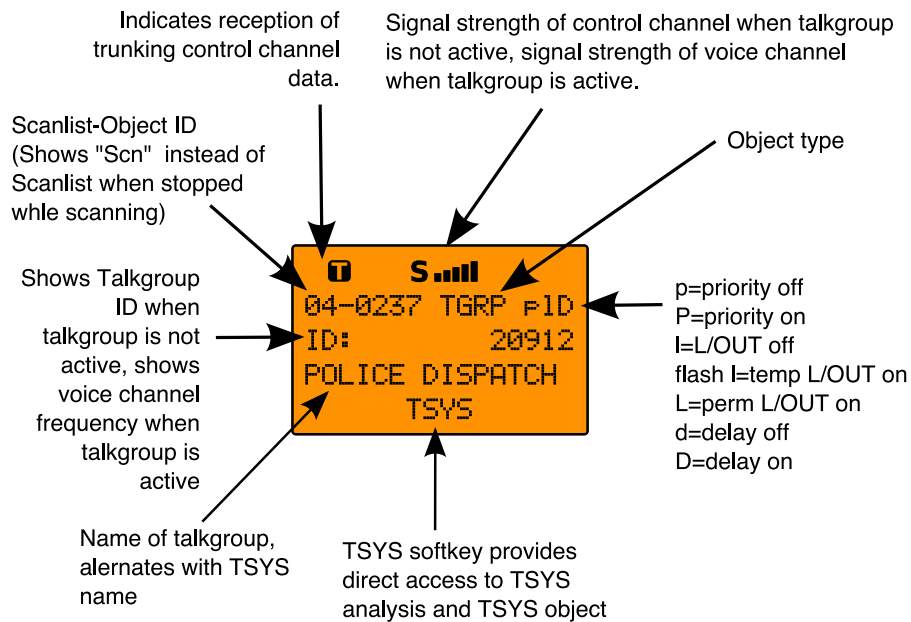 Indicates reception of
trunking control channel
data.
Signal strength of control channel when talkgroup
is not active, signal strength of voice channel
when talkgroup is active.
Scanlist-Object ID
(Shows "Scn"  instead of
Scanlist when stopped
whle scanning)
Object type
Shows Talkgroup
ID when
talkgroup is not
active, shows
voice channel
frequency when
talkgroup is
active
T S
04-0237 TGRP plD
ID: 20912
POLICE DISPATCH
TSYS
p=priority off
P=priority on
l=L/OUT off
flash l=temp L/OUT on
L=perm L/OUT on
d=delay off
D=delay on
Name of talkgroup,
alernates with TSYS
name
TSYS softkey provides
direct access to TSYS
analysis and TSYS object